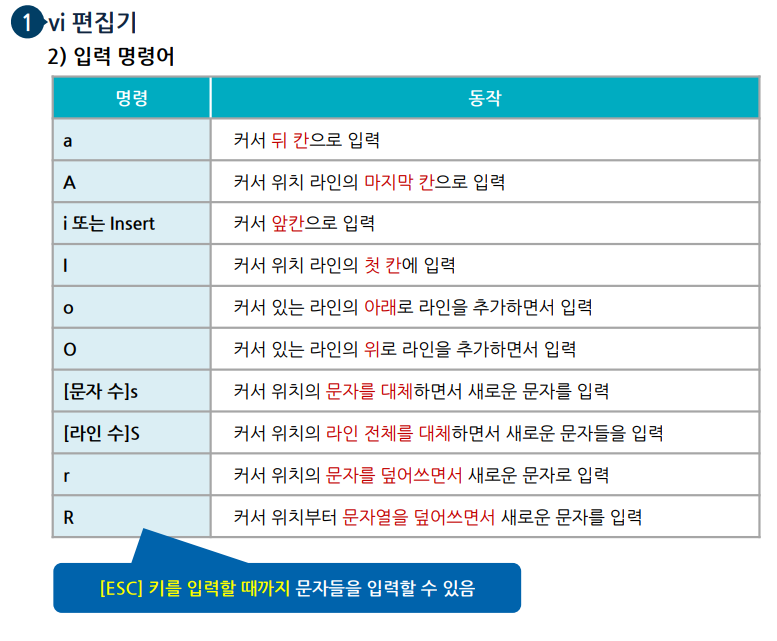 1 vi 편집기
2) 입력 명령어
명령 동작
a 커서 뒤 칸으로 입력
A 커서 위치 라인의 마지막 칸으로 입력
i 또는 Insert 커서 앞칸으로 입력
I 커서 위치 라인의 첫 칸에 입력
o 커서 있는 라인의 아래로 라인을 추가하면서 입력
O 커서 있는 라인의 위로 라인을 추가하면서 입력
[문자 수]s 커서 위치의 문자를 대체하면서 새로운 문자를 입력
[라인 수]S 커서 위치의 라인 전체를 대체하면서 새로운 문자들을 입력
r 커서 위치의 문자를 덮어쓰면서 새로운 문자로 입력
R 커서 위치부터 문자열을 덮어쓰면서 새로운 문자를 입력
[ESC] 키를 입력할 때까지 문자들을 입력할 수 있음